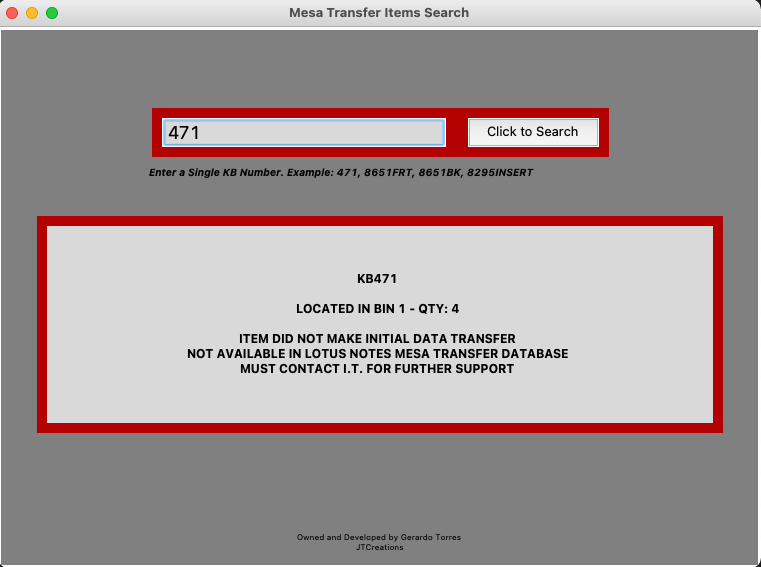 Mesa Transfer Items Search
471
Click to Search
Enter a Single KB Number. Example: 471, 8651FRT, 8651BK, 8295INSERT
KB471
LOCATED IN BIN 1 - QTY: 4
ITEM DID NOT MAKE INITIAL DATA TRANSFER
NOT AVAILABLE IN LOTUS NOTES MESA TRANSFER DATABASE
MUST CONTACT I.T. FOR FURTHER SUPPORT
Owned and Developed by Gerardo Torres
JTCreations